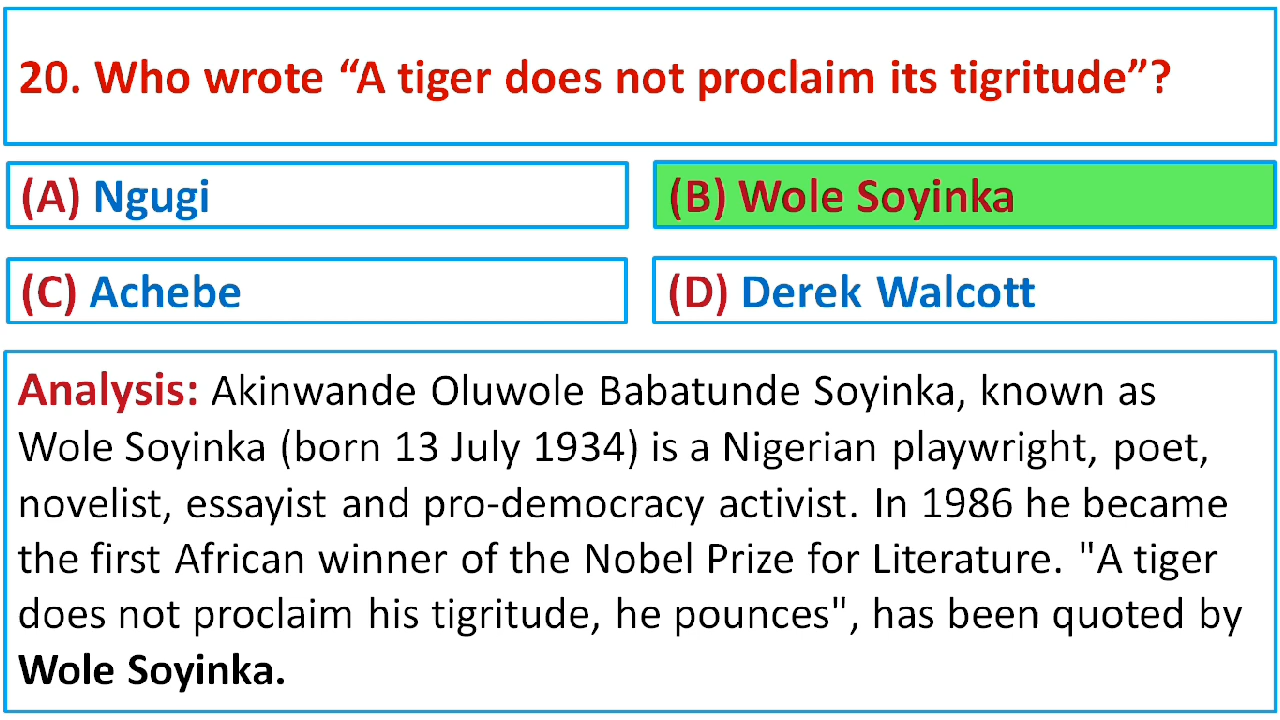 20. Who wrote “A tiger does not proclaim its tigritude”?
(A) Ngugi
(B) Wole Soyinka
(C) Achebe
(D) Derek Walcott
Analysis: Akinwande Oluwole Babatunde Soyinka, known as
Wole Soyinka (born 13 July 1934) is a Nigerian playwright, poet,
novelist, essayist and pro-democracy activist. In 1986 he became
the first African winner of the Nobel Prize for Literature. "A tiger
does not proclaim his tigritude, he pounces", has been quoted by
Wole Soyinka.